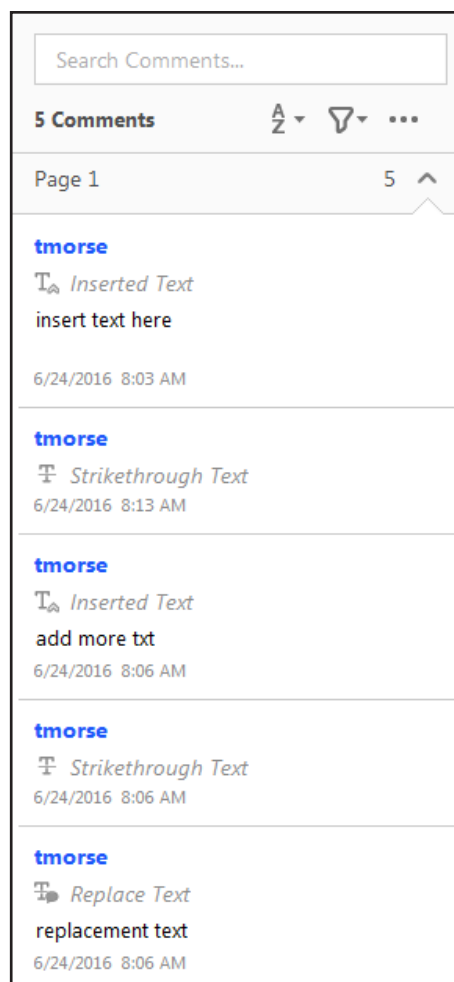 Search Comments...
5 Comments
Page 1 5
tmorse
Inserted Text
insert text here
6/24/2016 8:03 AM
tmorse
Strikethrough Text
6/24/2016 8:13 AM
tmorse
Inserted Text
add more txt
6/24/2016 8:06 AM
tmorse
Strikethrough Text
6/24/2016 8:06 AM
tmorse
Replace Text
replacement text
6/24/2016 8:06 AM